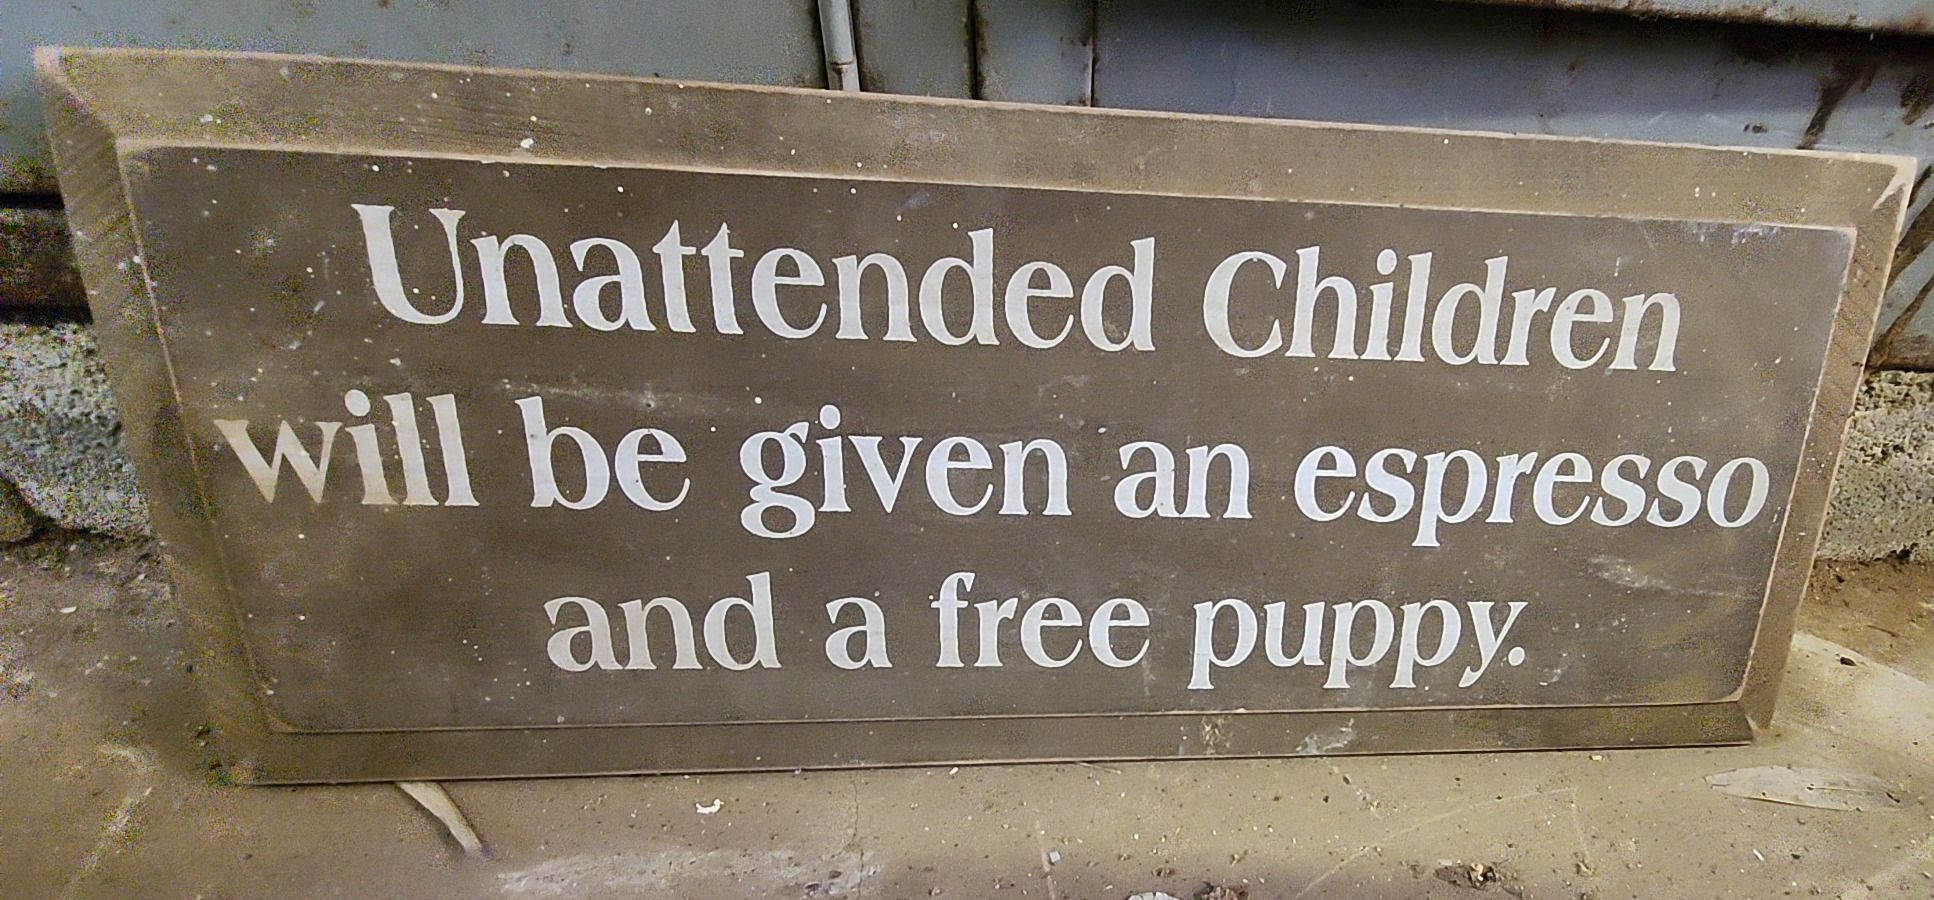 Unattended Children
will be given an espresso
and a free puppy.